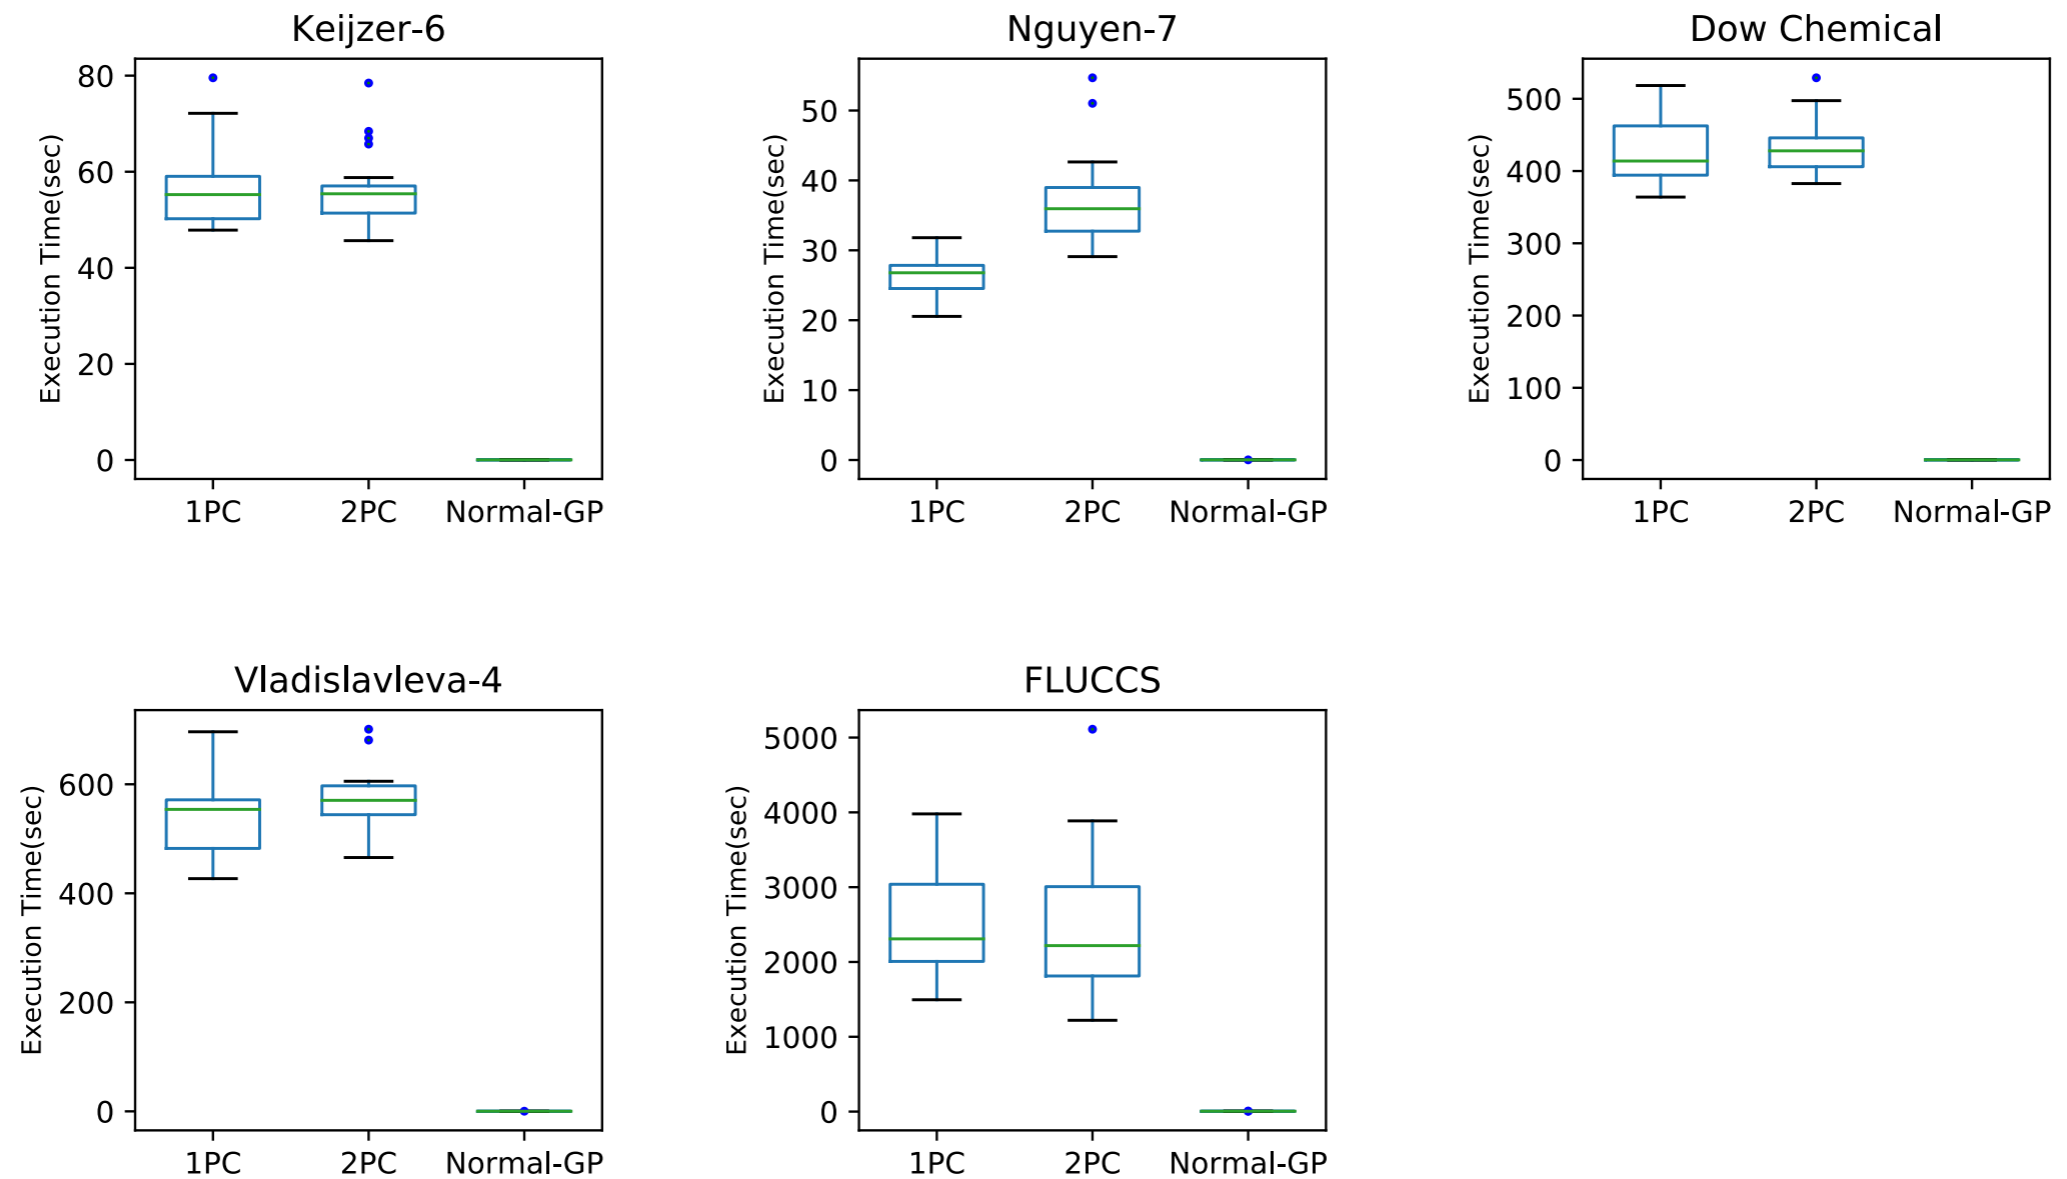 Keijzer-6
Execution Time(sec)
80
60
40
20
0
1PC 2PC Normal-GP
Nguyen-7
Execution Time(sec)
50
40
30
20
10
0
1PC 2PC Normal-GP
Dow Chemical
Execution Time(sec)
500
400
300
200
100
0
1PC 2PC Normal-GP
Vladislavleva-4
Execution Time(sec)
600
400
200
0
1PC 2PC Normal-GP
FLUCCS
Execution Time(sec)
5000
4000
3000
2000
1000
0
1PC 2PC Normal-GP